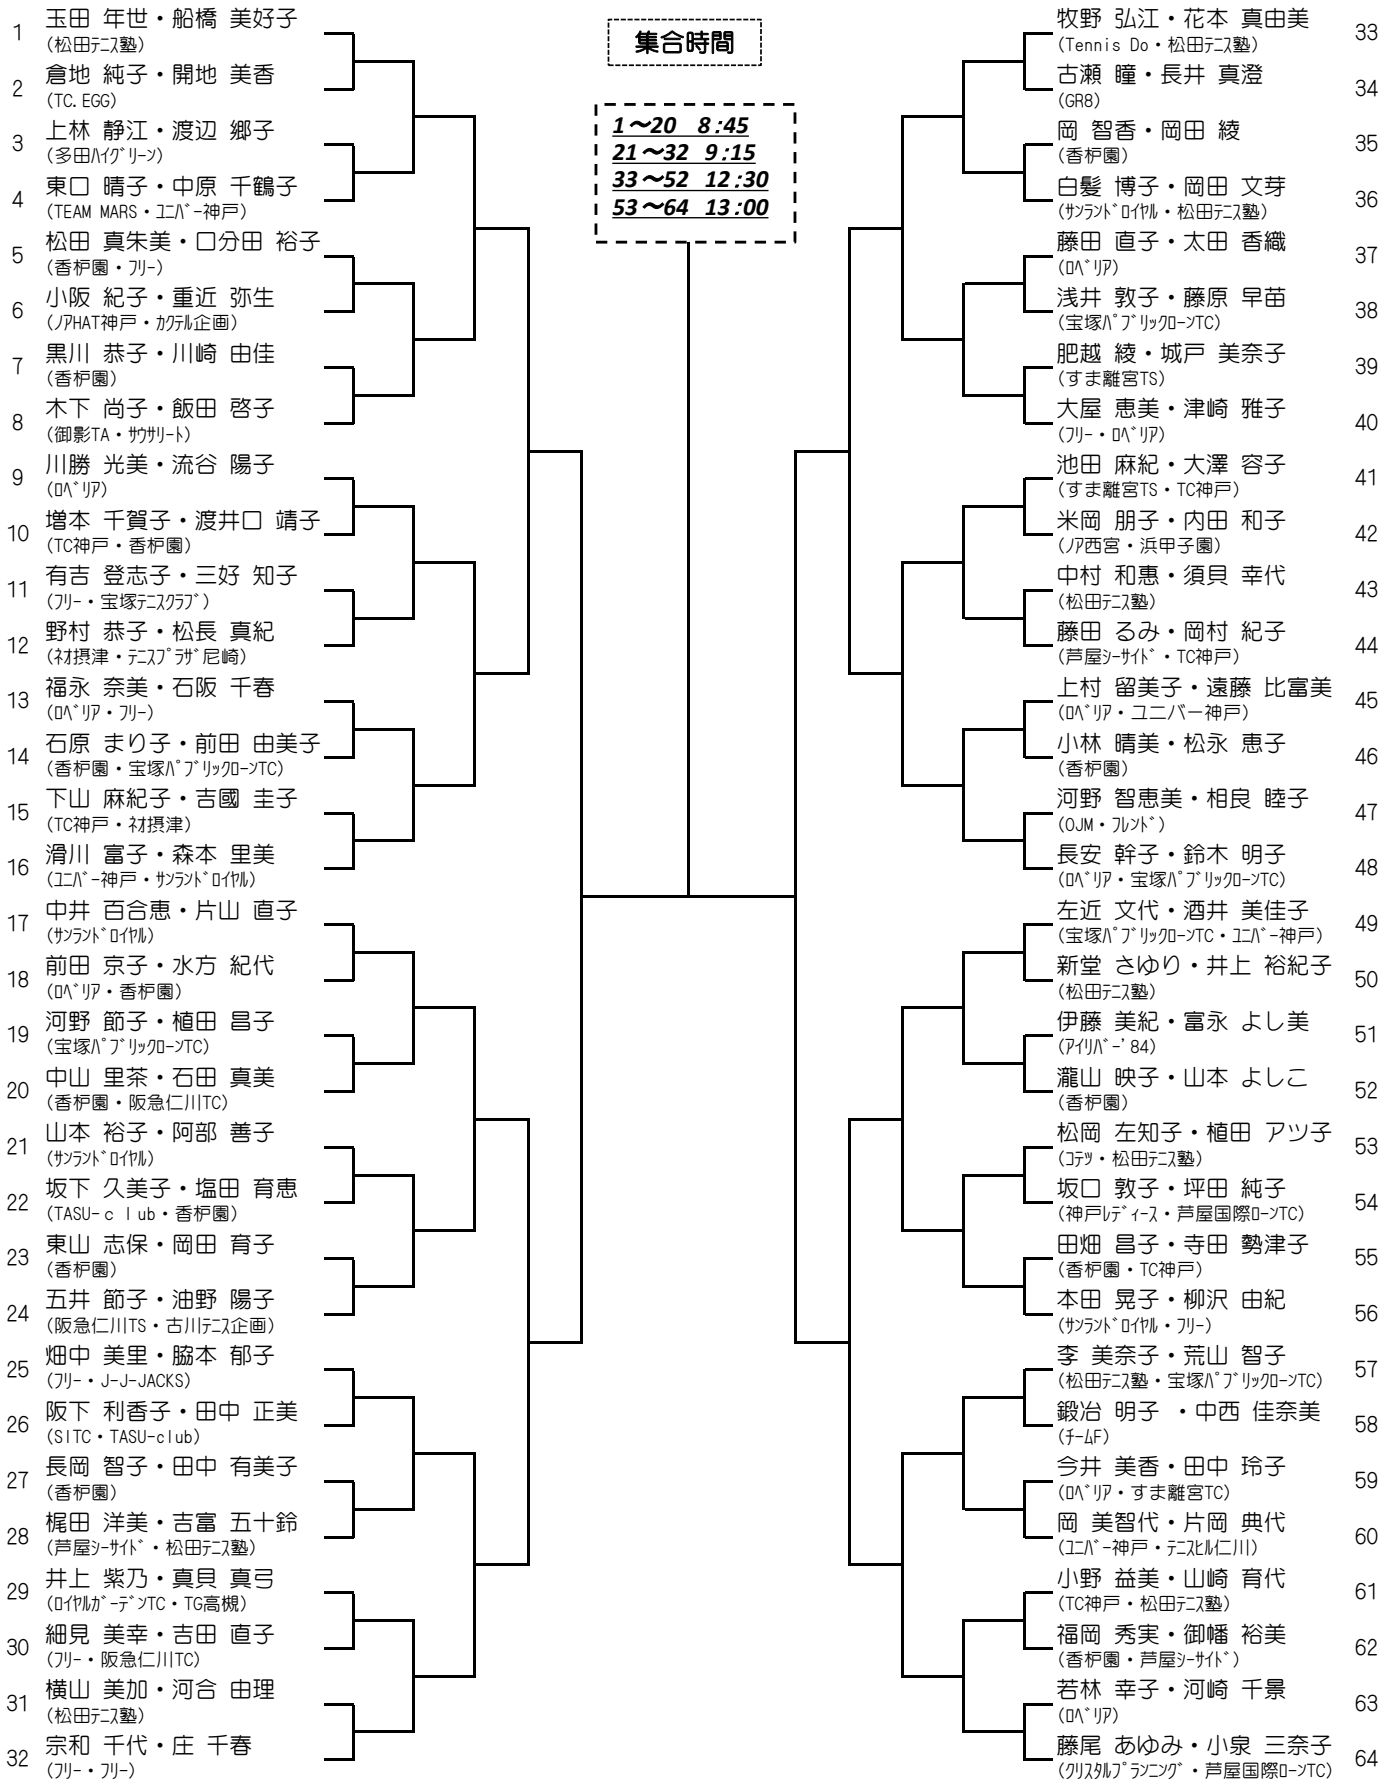 集合時間
1～20 8:45
21～32 9:15
33～52 12:30
53～64 13:00
1 玉田 年世・船橋 美好子
(松田ﾃﾆｽ塾)
2 倉地 純子・開地 美香
(TC.EGG)
3 上林 静江・渡辺 郷子
(多田ﾊｲｸﾞﾘｰﾝ)
4 東口 晴子・中原 千鶴子
(TEAM MARS・ﾕﾆﾊﾞｰ神戸)
5 松田 真朱美・口分田 裕子
(香枦園・ﾌﾘｰ)
6 小阪 紀子・重近 弥生
(ﾉｱHAT神戸・ｶｸﾃﾙ企画)
7 黒川 恭子・川崎 由佳
(香枦園)
8 木下 尚子・飯田 啓子
(御影TA・ｻｳｻﾘｰﾄ)
9 川勝 光美・流谷 陽子
(ﾛﾍﾞﾘｱ)
10 増本 千賀子・渡井口 靖子
(TC神戸・香枦園)
11 有吉 登志子・三好 知子
(ﾌﾘｰ・宝塚ﾃﾆｽｸﾗﾌﾞ)
12 野村 恭子・松長 真紀
(ﾈｵ摂津・ﾃﾆｽﾌﾟﾗｻﾞ尼崎)
13 福永 奈美・石阪 千春
(ﾛﾍﾞﾘｱ・ﾌﾘｰ)
14 石原 まり子・前田 由美子
(香枦園・宝塚ﾊﾟﾌﾞﾘｯｸﾛｰﾝTC)
15 下山 麻紀子・吉國 圭子
(TC神戸・ﾈｵ摂津)
16 滑川 富子・森本 里美
(ﾕﾆﾊﾞｰ神戸・ｻﾝﾗﾝﾄﾞﾛｲﾔﾙ)
17 中井 百合恵・片山 直子
(ｻﾝﾗﾝﾄﾞﾛｲﾔﾙ)
18 前田 京子・水方 紀代
(ﾛﾍﾞﾘｱ・香枦園)
19 河野 節子・植田 昌子
(宝塚ﾊﾟﾌﾞﾘｯｸﾛｰﾝTC)
20 中山 里茶・石田 真美
(香枦園・阪急仁川TC)
21 山本 裕子・阿部 善子
(ｻﾝﾗﾝﾄﾞﾛｲﾔﾙ)
22 坂下 久美子・塩田 育恵
(TASU-ｃｌub・香枦園)
23 東山 志保・岡田 育子
(香枦園)
24 五井 節子・油野 陽子
(阪急仁川TS・古川ﾃﾆｽ企画)
25 畑中 美里・脇本 郁子
(ﾌﾘｰ・J-J-JACKS)
26 阪下 利香子・田中 正美
(SITC・TASU-club)
27 長岡 智子・田中 有美子
(香枦園)
28 梶田 洋美・吉富 五十鈴
(芦屋ｼｰｻｲﾄﾞ・松田ﾃﾆｽ塾)
29 井上 紫乃・真貝 真弓
(ﾛｲﾔﾙｶﾞｰﾃﾞﾝTC・TG高槻)
30 細見 美幸・吉田 直子
(ﾌﾘｰ・阪急仁川TC)
31 横山 美加・河合 由理
(松田ﾃﾆｽ塾)
32 宗和 千代・庄 千春
(ﾌﾘｰ・ﾌﾘｰ)
牧野 弘江・花本 真由美 33
(Tennis Do・松田ﾃﾆｽ塾)
古瀬 瞳・長井 真澄 34
(GR8)
岡 智香・岡田 綾 35
(香枦園)
白髪 博子・岡田 文芽 36
(ｻﾝﾗﾝﾄﾞﾛｲﾔﾙ・松田ﾃﾆｽ塾)
藤田 直子・太田 香織 37
(ﾛﾍﾞﾘｱ)
浅井 敦子・藤原 早苗 38
(宝塚ﾊﾟﾌﾞﾘｯｸﾛｰﾝTC)
肥越 綾・城戸 美奈子 39
(すま離宮TS)
大屋 恵美・津崎 雅子 40
(ﾌﾘｰ・ﾛﾍﾞﾘｱ)
池田 麻紀・大澤 容子 41
(すま離宮TS・TC神戸)
米岡 朋子・内田 和子 42
(ﾉｱ西宮・浜甲子園)
中村 和惠・須貝 幸代 43
(松田ﾃﾆｽ塾)
藤田 るみ・岡村 紀子 44
(芦屋ｼｰｻｲﾄﾞ・TC神戸)
上村 留美子・遠藤 比富美 45
(ﾛﾍﾞﾘｱ・ユニバー神戸)
小林 晴美・松永 恵子 46
(香枦園)
河野 智恵美・相良 睦子 47
(OJM・ﾌﾚﾝﾄﾞ)
長安 幹子・鈴木 明子 48
(ﾛﾍﾞﾘｱ・宝塚ﾊﾟﾌﾞﾘｯｸﾛｰﾝTC)
左近 文代・酒井 美佳子 49
(宝塚ﾊﾟﾌﾞﾘｯｸﾛｰﾝTC・ﾕﾆﾊﾞｰ神戸)
新堂 さゆり・井上 裕紀子 50
(松田ﾃﾆｽ塾)
伊藤 美紀・富永 よし美 51
(ｱｲﾘﾊﾞｰ'84)
瀧山 映子・山本 よしこ 52
(香枦園)
松岡 左知子・植田 アツ子 53
(ｺﾃﾂ・松田ﾃﾆｽ塾)
坂口 敦子・坪田 純子 54
(神戸ﾚﾃﾞｨｰｽ・芦屋国際ﾛｰﾝTC)
田畑 昌子・寺田 勢津子 55
(香枦園・TC神戸)
本田 晃子・柳沢 由紀 56
(ｻﾝﾗﾝﾄﾞﾛｲﾔﾙ・ﾌﾘｰ)
李 美奈子・荒山 智子 57
(松田ﾃﾆｽ塾・宝塚ﾊﾟﾌﾞﾘｯｸﾛｰﾝTC)
鍛冶 明子 ・中西 佳奈美 58
(ﾁｰﾑF)
今井 美香・田中 玲子 59
(ﾛﾍﾞﾘｱ・すま離宮TC)
岡 美智代・片岡 典代 60
(ﾕﾆﾊﾞｰ神戸・ﾃﾆｽﾋﾙ仁川)
小野 益美・山崎 育代 61
(TC神戸・松田ﾃﾆｽ塾)
福岡 秀実・御幡 裕美 62
(香枦園・芦屋ｼｰｻｲﾄﾞ)
若林 幸子・河崎 千景 63
(ﾛﾍﾞﾘｱ)
藤尾 あゆみ・小泉 三奈子 64
(ｸﾘｽﾀﾙﾌﾟﾗﾝﾆﾝｸﾞ・芦屋国際ﾛｰﾝTC)